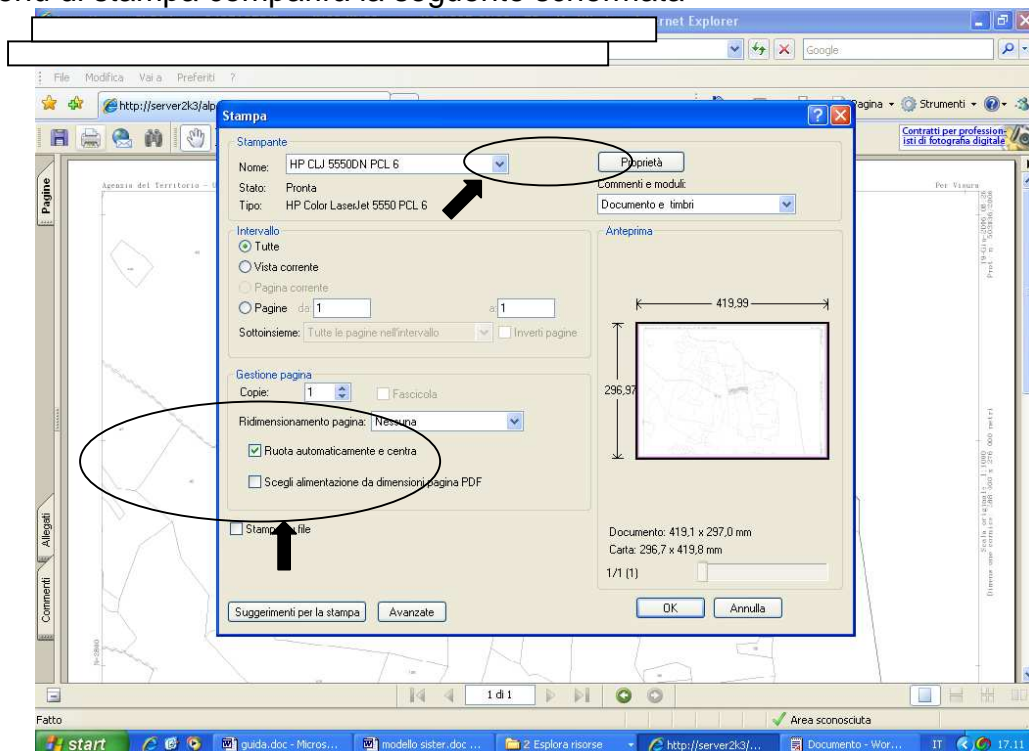 enu di stampa comparirà la seguente schermata
rnet Explorer
Google
File Modifica Vai a Preferiti ?
http://server2k3/alp
Pagina Strumenti
Contratti per profession-
isti di fotografia digitale
Stampa
Stampante
Nome: HP CLJ 5550DN PCL 6
Proprietà
Stato: Pronta
Commenti e moduli:
Tipo: HP Color LaserJet 5550 PCL 6
Documento e timbri
Intervallo
Tutte
Vista corrente
Pagina corrente
Pagine da: 1 a: 1
Sottoinsieme: Tutte le pagine nell'intervallo Inverti pagine
Anteprima
419,99
296,97
Gestione pagina
Copie: 1 Fascicola
Ridimensionamento pagina: Nessuna
Ruota automaticamente e centra
Scegli alimentazione da dimensioni pagina PDF
Stampa file
Documento: 419,1 x 297,0 mm
Carta: 296,7 x 419,8 mm
1/1 (1)
Suggerimenti per la stampa Avanzate
OK Annulla
Pagine
Allegati
Commenti
Agenzia del Territorio -
Per Visura
1 di 1
Fatto
Area sconosciuta
start
guida.doc - Micros...
modello sister.doc ...
2 Esplora risorse
http://server2k3/...
Documento - Wor...
IT
17.11